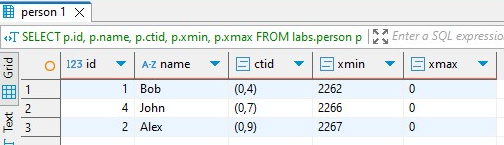 person 1
SELECT p.id, p.name, p.ctid, p.xmin, p.xmax FROM labs.person p Enter a SQL expression
Grid
Text
123 id A-Z name ctid xmin xmax
1 1 Bob (0,4) 2262 0
2 4 John (0,7) 2266 0
3 2 Alex (0,9) 2267 0